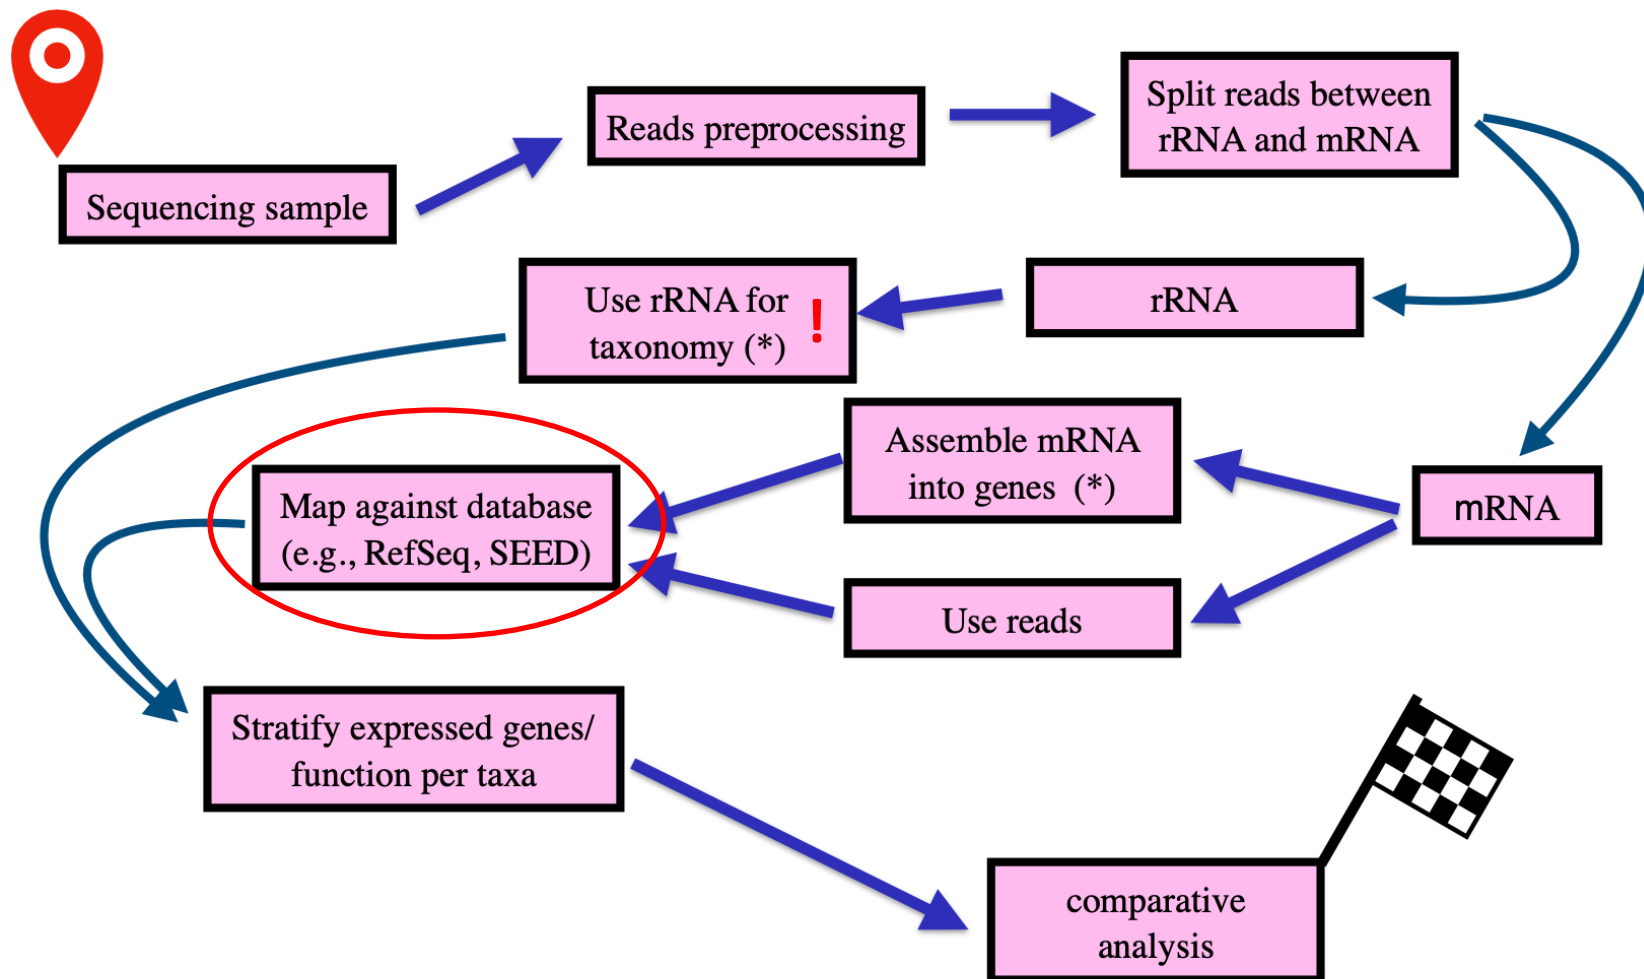 Sequencing sample
Reads preprocessing
Split reads between
rRNA and mRNA
rRNA
Use rRNA for
taxonomy (*) !
mRNA
Assemble mRNA
into genes (*)
Use reads
Map against database
(e.g., RefSeq, SEED)
Stratify expressed genes/
function per taxa
comparative
analysis